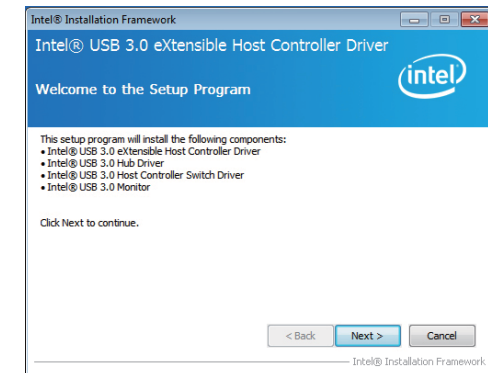 Intel® Installation Framework
Intel® USB 3.0 eXtensible Host Controller Driver
intel
Welcome to the Setup Program
This setup program will install the following components:
• Intel® USB 3.0 eXtensible Host Controller Driver
• Intel® USB 3.0 Hub Driver
• Intel® USB 3.0 Host Controller Switch Driver
• Intel® USB 3.0 Monitor
Click Next to continue.
< Back Next > Cancel
Intel® Installation Framework